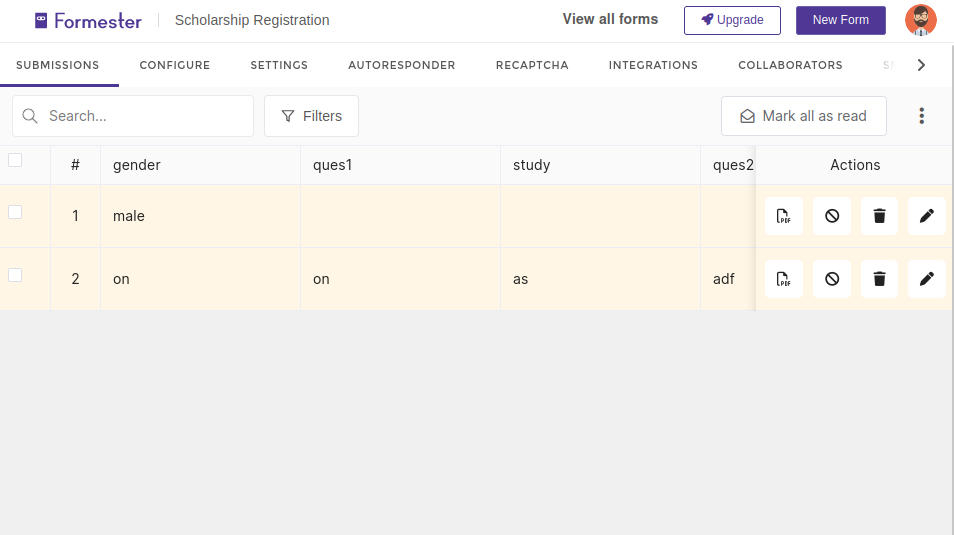 Formester Scholarship Registration View all forms Upgrade New Form
SUBMISSIONS CONFIGURE SETTINGS AUTORESPONDER RECAPTCHA INTEGRATIONS COLLABORATORS
Search... Filters Mark all as read
# gender ques1 study ques2 Actions
1 male PDF
2 on on as adf PDF